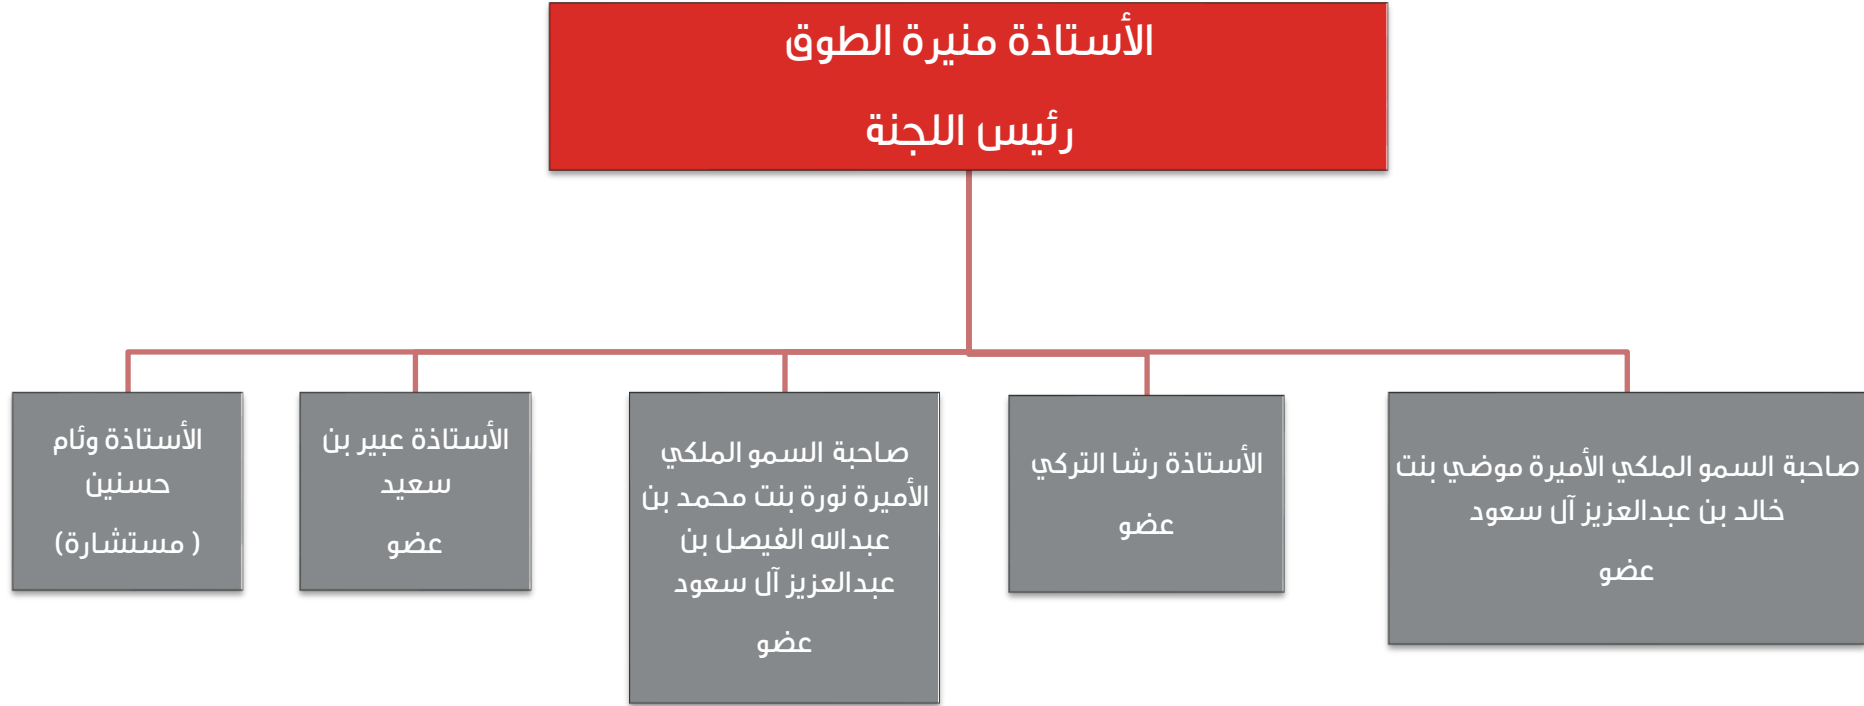 الأستاذة منيرة الطوق
رئيس اللجنة
صاحبة السمو الملكي الأميرة موضي بنت
خالد بن عبدالعزيز آل سعود
عضو
الأستاذة رشا التركي
عضو
صاحبة السمو الملكي
الأميرة نورة بنت محمد بن
عبدالله الفيصل بن
عبدالعزيز آل سعود
عضو
الأستاذة عبير بن
سعيد
عضو
الأستاذة وئام
حسنين
( مستشارة)